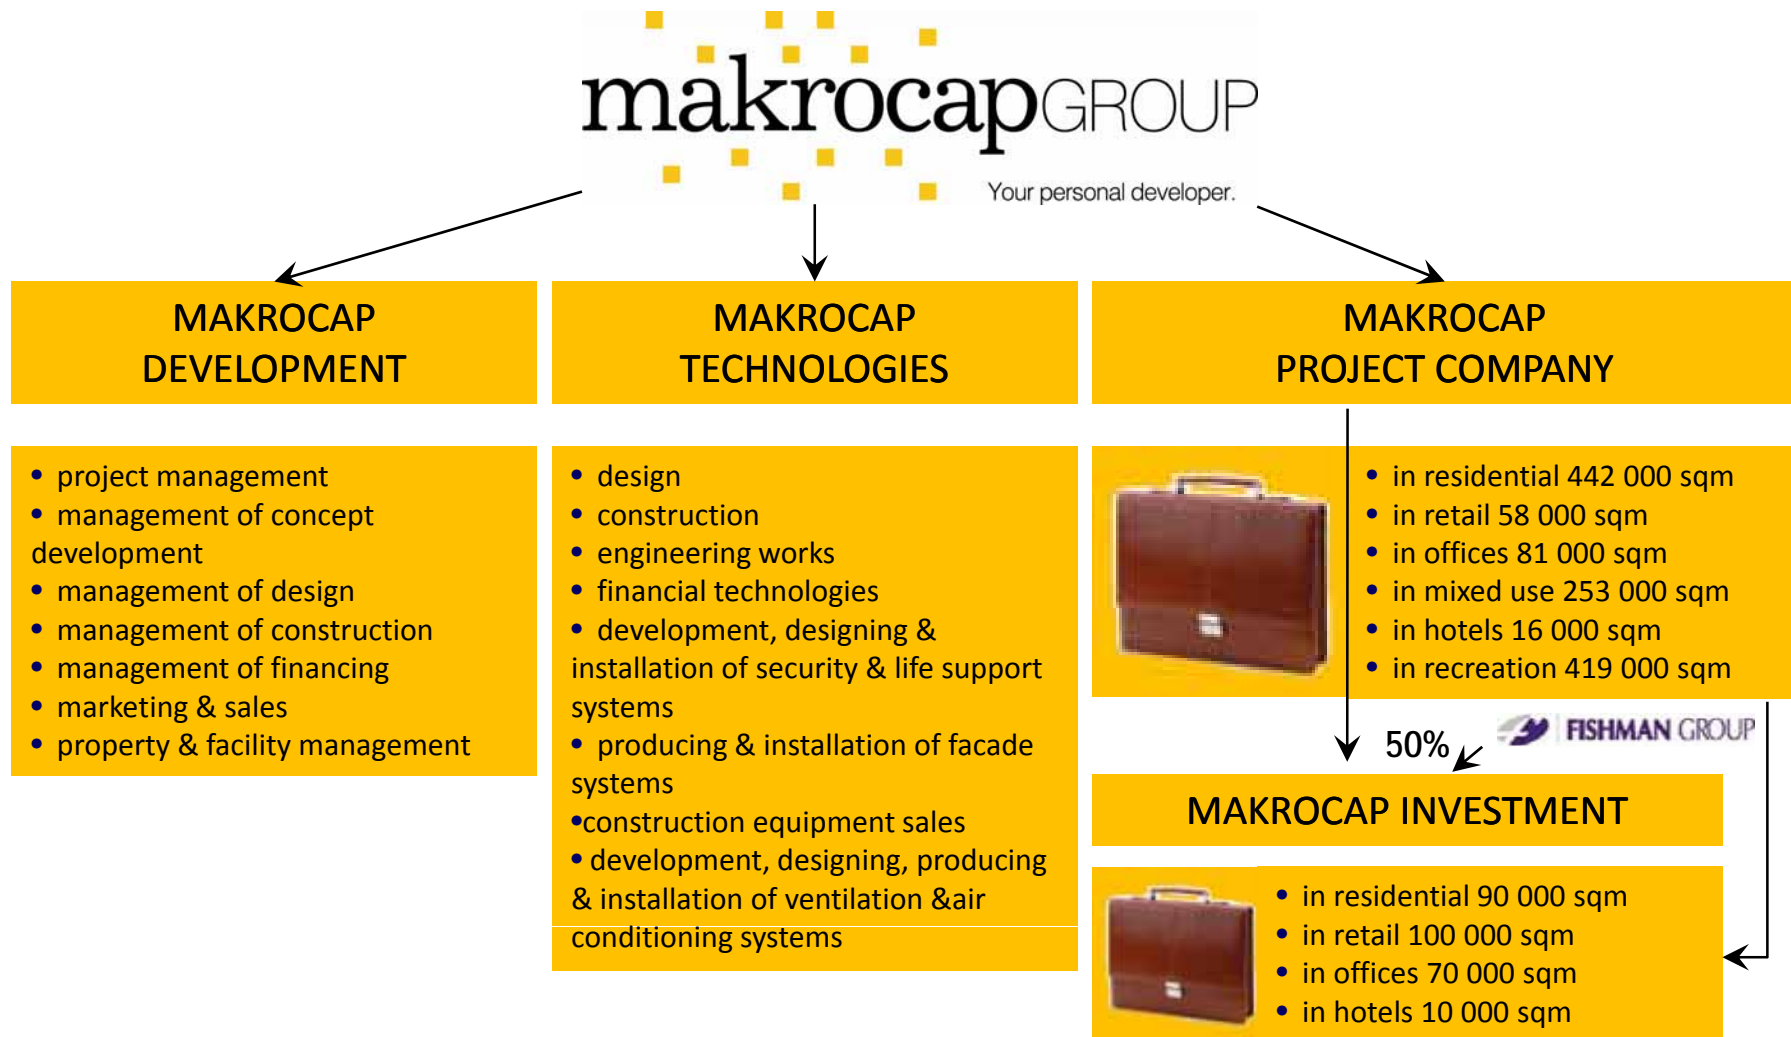 makrocapGROUP
Your personal developer.
MAKROCAP
DEVELOPMENT
• project management
• management of concept
development
• management of design
• management of construction
• management of financing
• marketing & sales
• property & facility management
MAKROCAP
TECHNOLOGIES
• design
• construction
• engineering works
• financial technologies
• development, designing &
installation of security & life support
systems
• producing & installation of facade
systems
•construction equipment sales
• development, designing, producing
& installation of ventilation &air
conditioning systems
MAKROCAP
PROJECT COMPANY
• in residential 442 000 sqm
• in retail 58 000 sqm
• in offices 81 000 sqm
• in mixed use 253 000 sqm
• in hotels 16 000 sqm
• in recreation 419 000 sqm
50%
FISHMAN GROUP
MAKROCAP INVESTMENT
• in residential 90 000 sqm
• in retail 100 000 sqm
• in offices 70 000 sqm
• in hotels 10 000 sqm